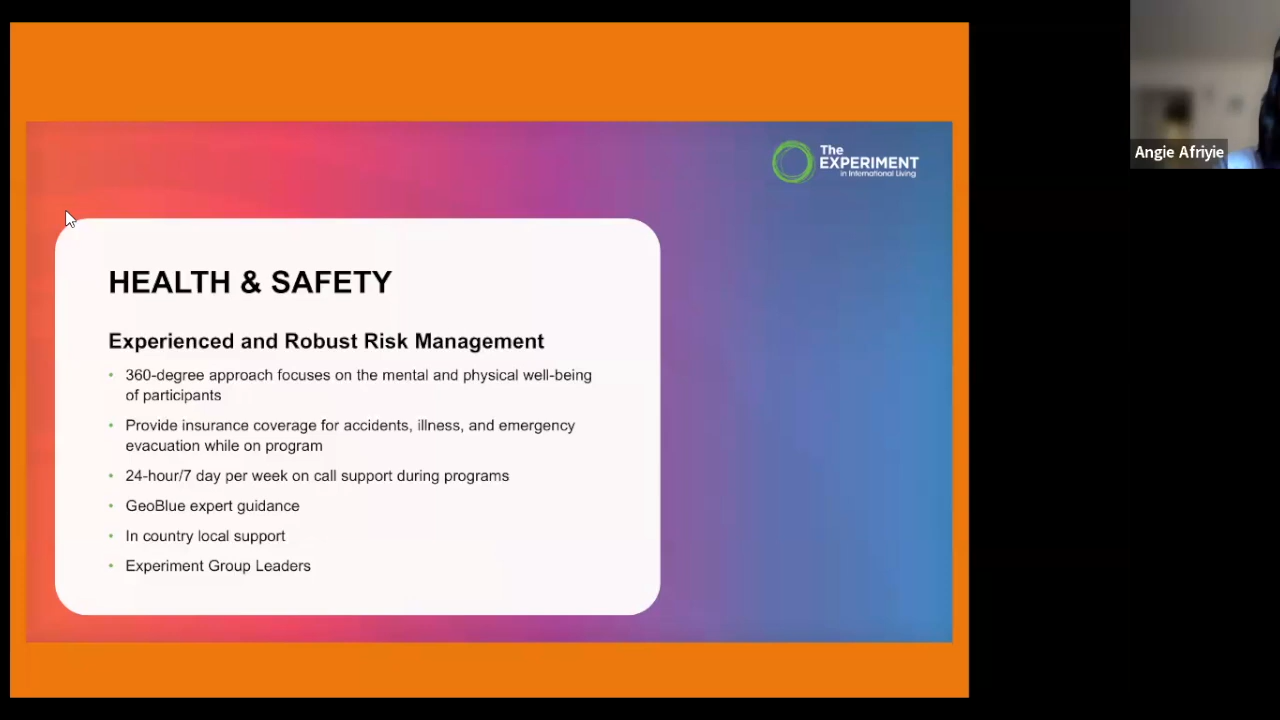 The
EXPERIMENT
in International Living
Angie Afriyie
HEALTH & SAFETY
Experienced and Robust Risk Management
• 360-degree approach focuses on the mental and physical well-being
of participants
• Provide insurance coverage for accidents, illness, and emergency
evacuation while on program
• 24-hour/7 day per week on call support during programs
• GeoBlue expert guidance
• In country local support
• Experiment Group Leaders